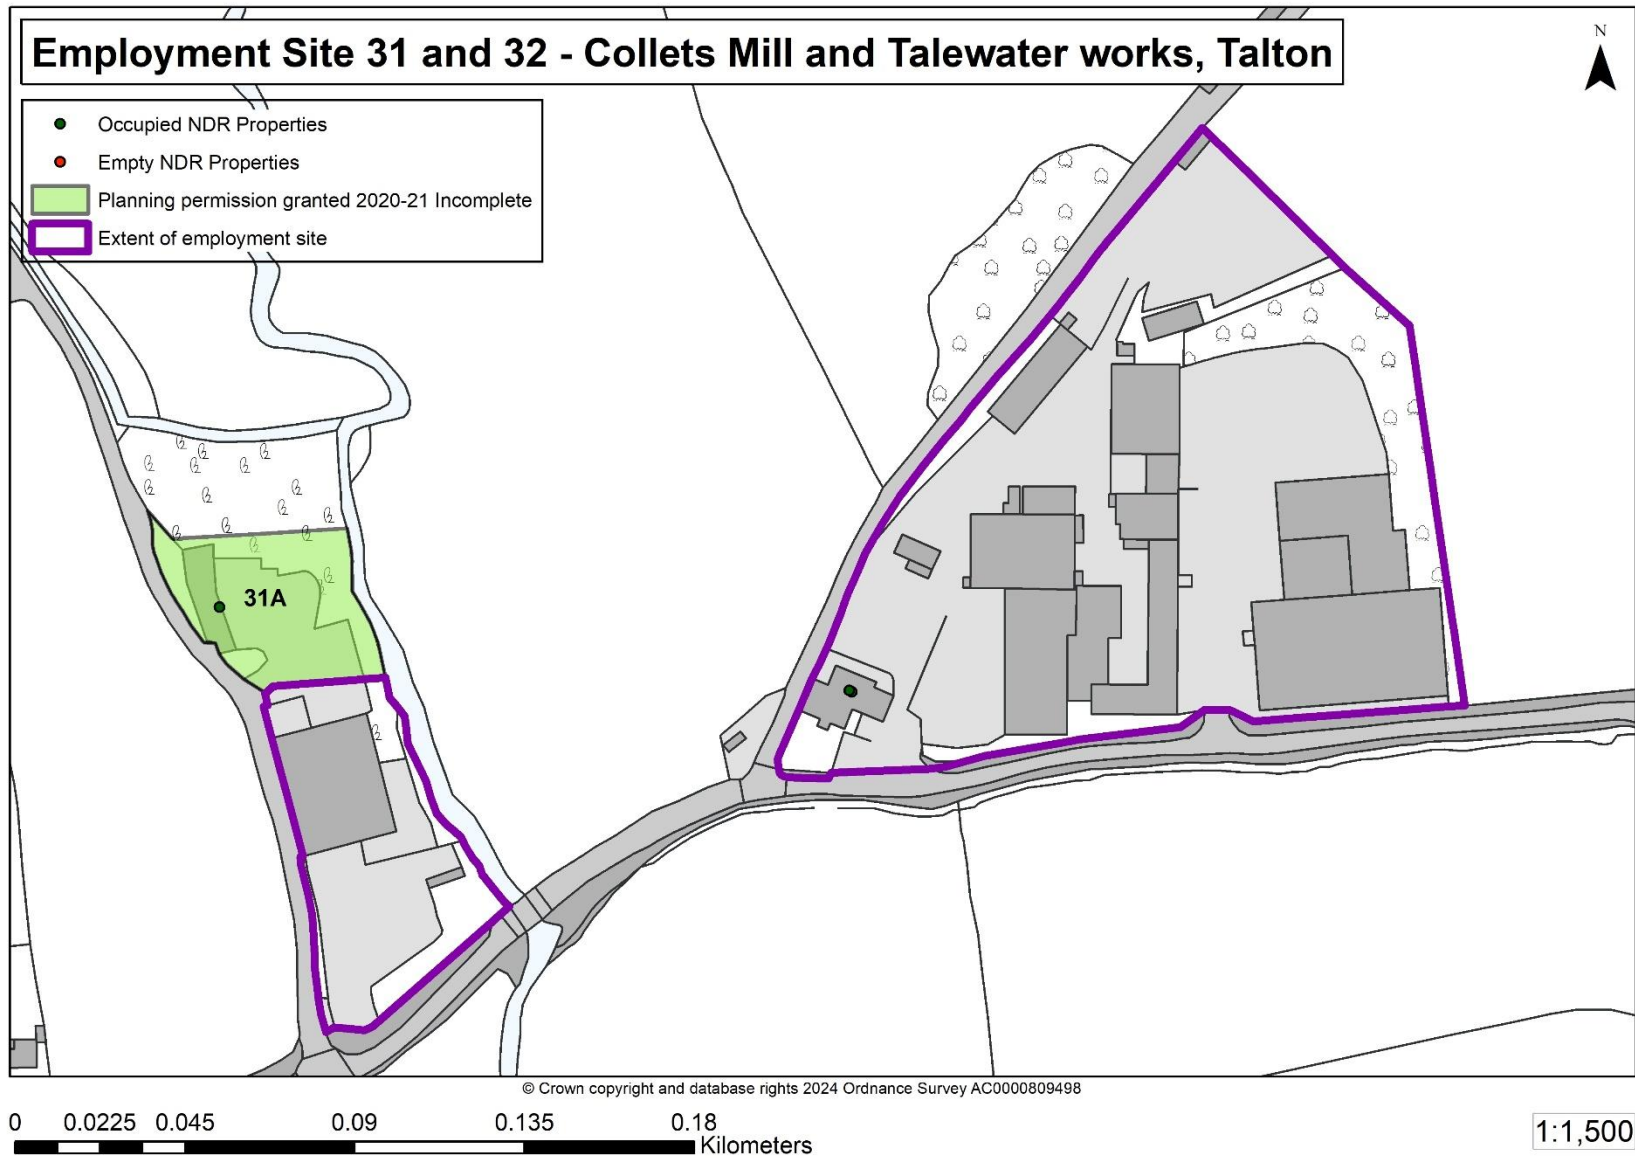 Employment Site 31 and 32 - Collets Mill and Talewater works, Talton
N
Occupied NDR Properties
Empty NDR Properties
Planning permission granted 2020-21 Incomplete
Extent of employment site
31A
© Crown copyright and database rights 2024 Ordnance Survey AC0000809498
0 0.0225 0.045 0.09 0.135 0.18
Kilometers
1:1,500